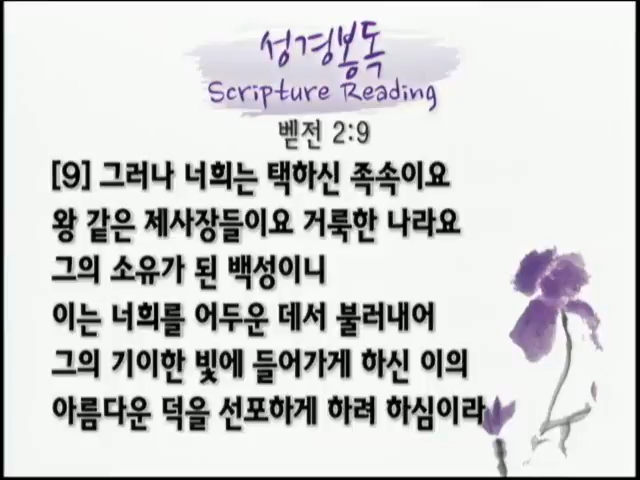 성경봉독
Scripture Reading
벧전 2:9
[9] 그러나 너희는 택하신 족속이요
왕 같은 제사장들이요 거룩한 나라요
그의 소유가 된 백성이니
이는 너희를 어두운 데서 불러내어
그의 기이한 빛에 들어가게 하신 이의
아름다운 덕을 선포하게 하려 하심이라